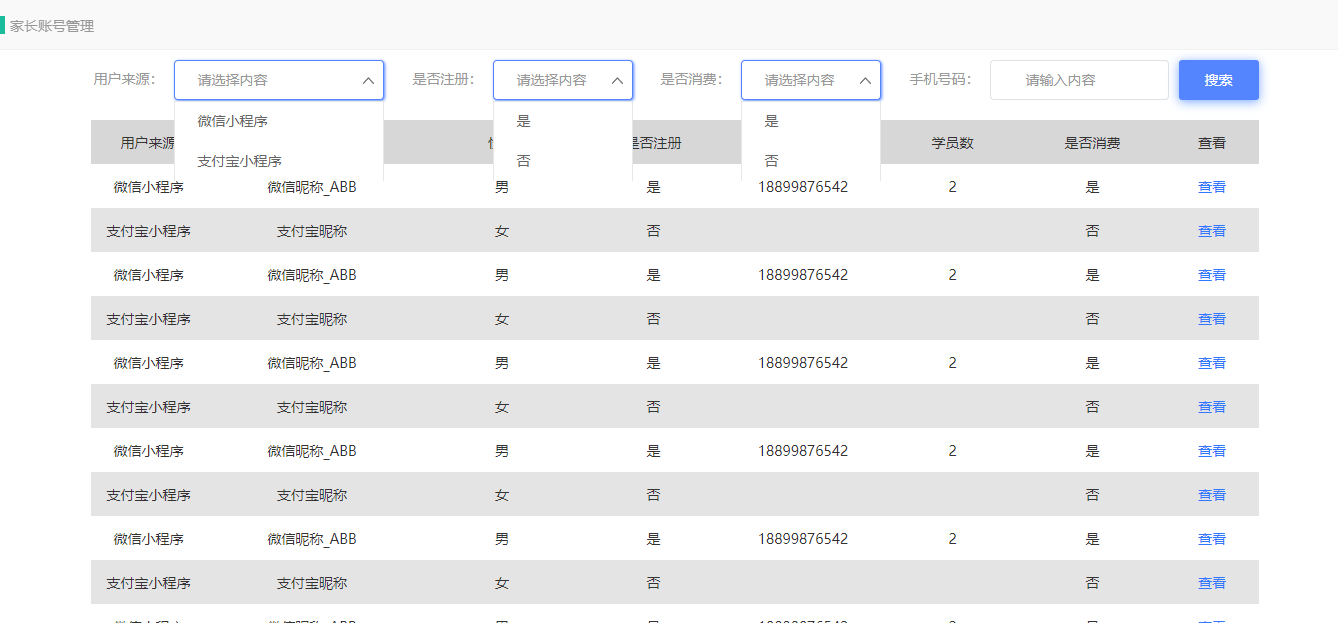 家长账号管理
用户来源： 请选择内容 是否注册： 请选择内容 是否消费： 请选择内容 手机号码： 请输入内容 搜索
微信小程序 是 是
用户来源 是否注册 学员数 是否消费 查看
支付宝小程序 否 否
微信小程序 微信昵称_ABB 男 是 18899876542 2 是 查看
支付宝小程序 支付宝昵称 女 否 否 查看
微信小程序 微信昵称_ABB 男 是 18899876542 2 是 查看
支付宝小程序 支付宝昵称 女 否 否 查看
微信小程序 微信昵称_ABB 男 是 18899876542 2 是 查看
支付宝小程序 支付宝昵称 女 否 否 查看
微信小程序 微信昵称_ABB 男 是 18899876542 2 是 查看
支付宝小程序 支付宝昵称 女 否 否 查看
微信小程序 微信昵称_ABB 男 是 18899876542 2 是 查看
支付宝小程序 支付宝昵称 女 否 否 查看